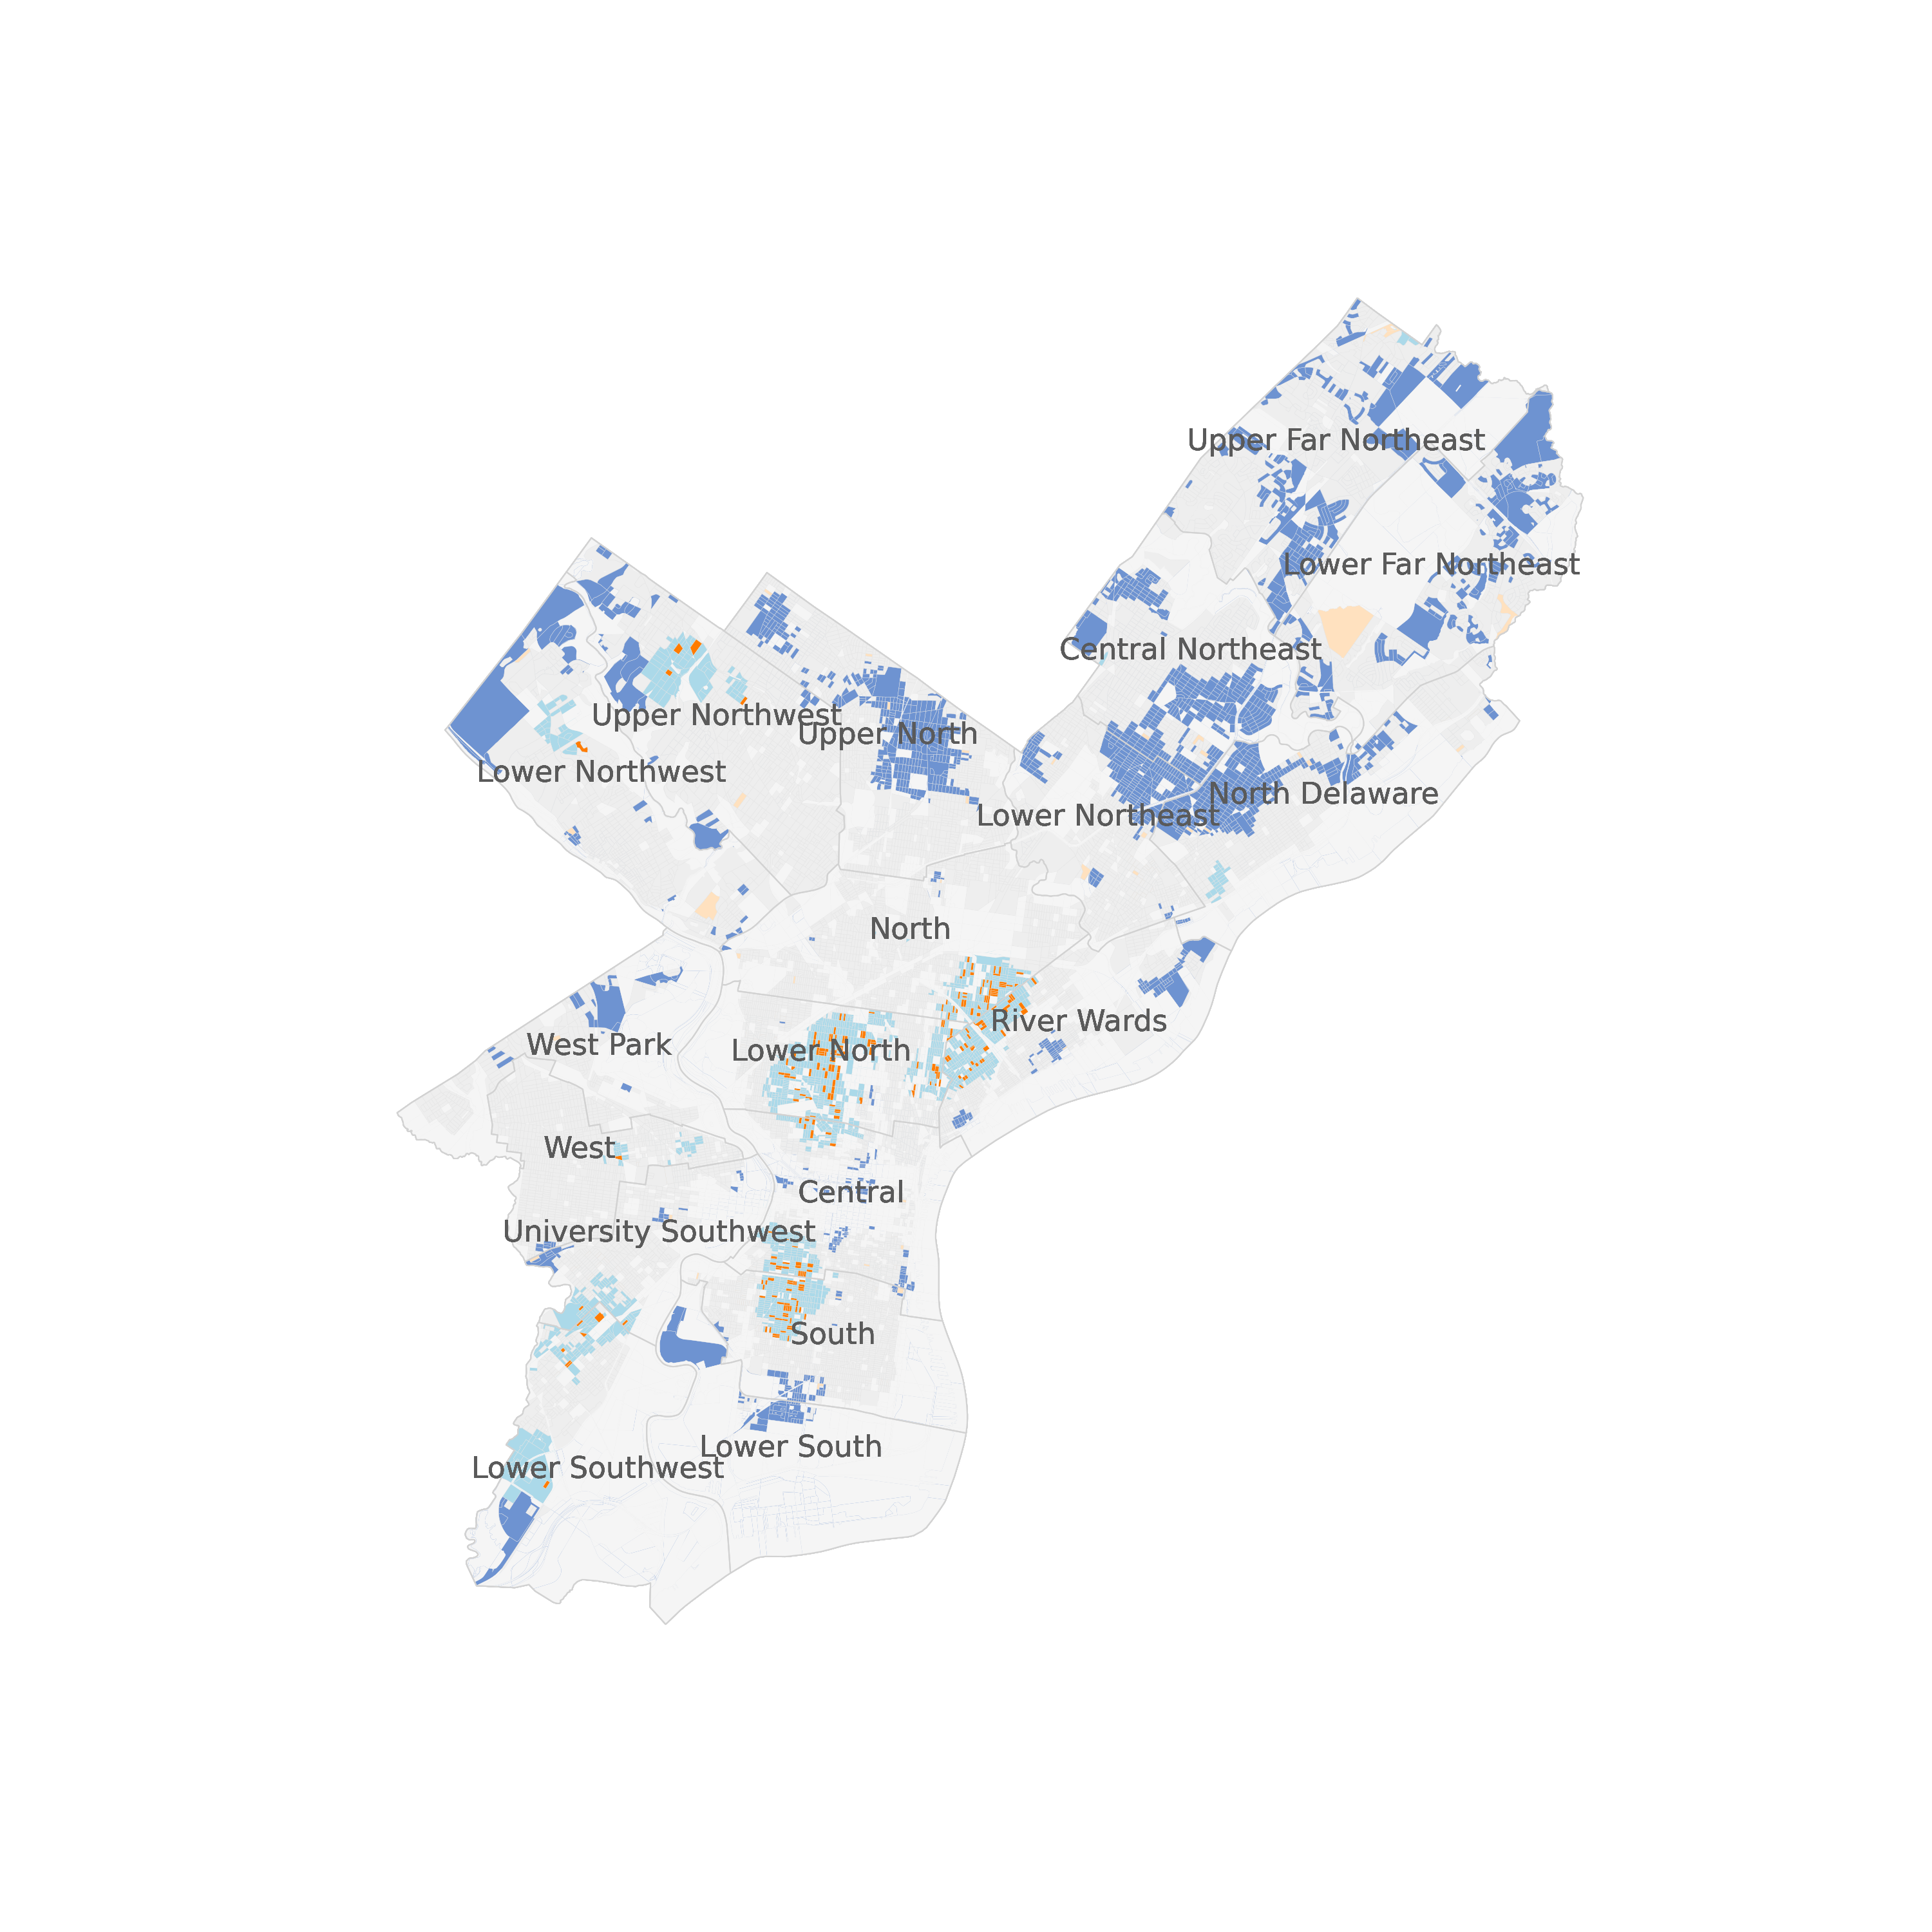 Upper Far Northeast
Lower Far Northeast
Central Northeast
Upper Northwest
Upper North
Lower Northwest
North Delaware
Lower Northeast
North
River Wards
West Park
Lower North
West
Central
University Southwest
South
Lower South
Lower Southwest